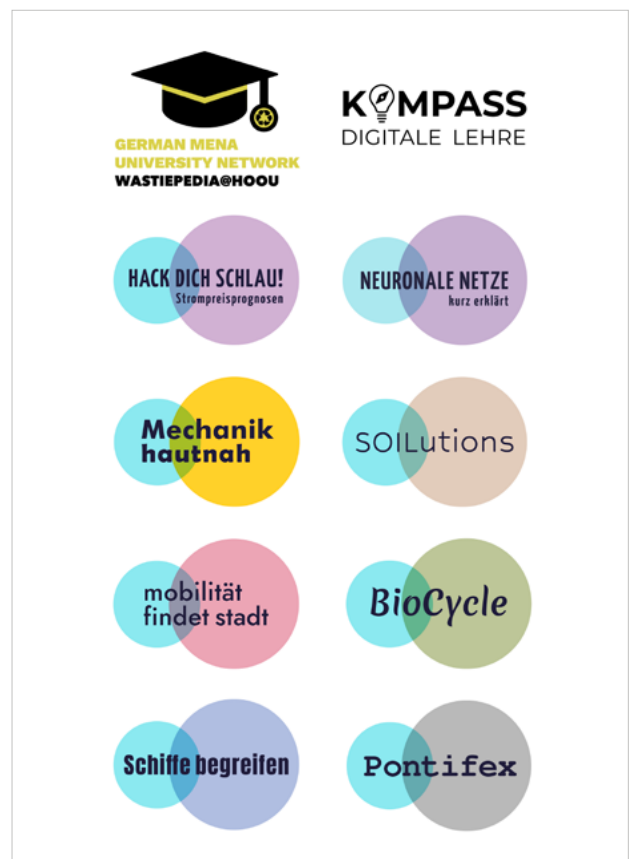 GERMAN MENA
UNIVERSITY NETWORK
WASTIEPEDIA@HOOU
KOMPASS
DIGITALE LEHRE
HACK DICH SCHLAU!
Strompreisprognosen
NEURONALE NETZE
kurz erklärt
Mechanik
hautnah
SOILutions
mobilität
findet stadt
BioCycle
Schiffe begreifen
Pontifex